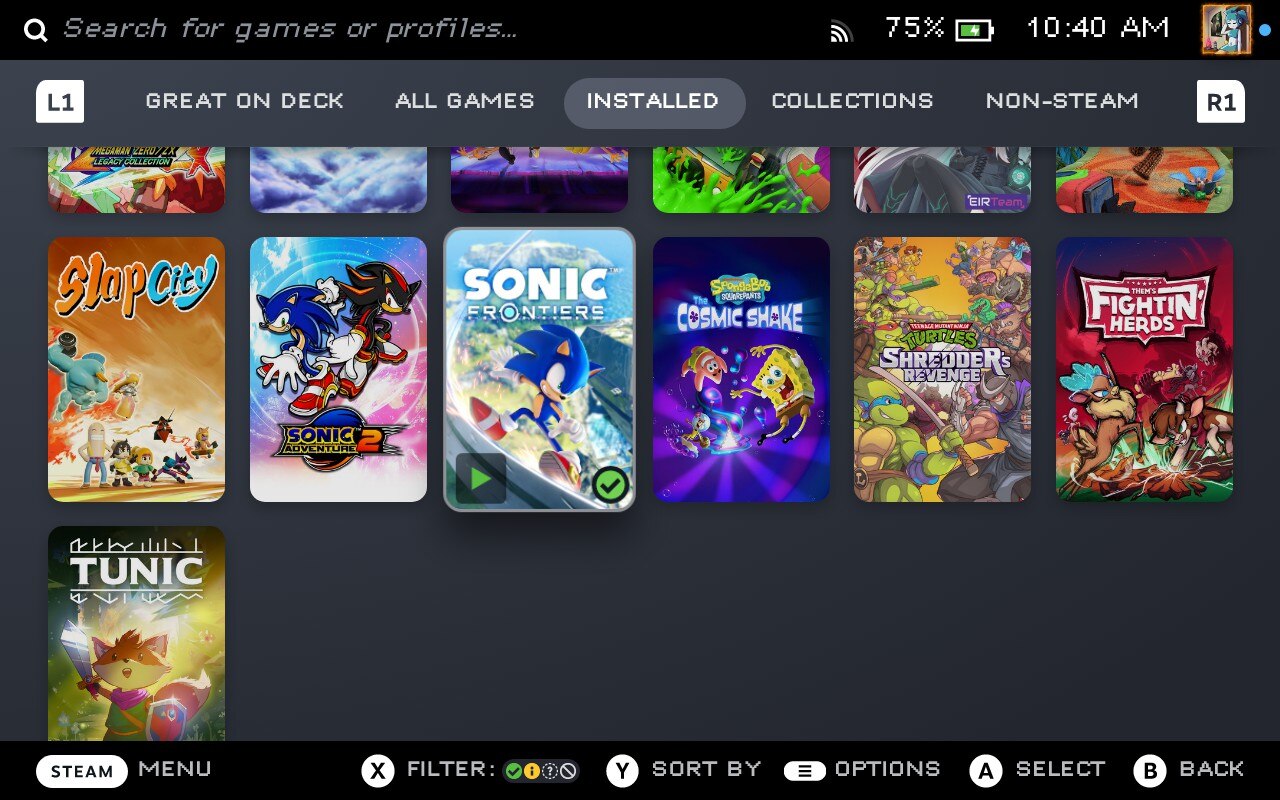 Search for games or profiles...
75%
10:40 AM
L1
GREAT ON DECK
ALL GAMES
INSTALLED
COLLECTIONS
NON-STEAM
R1
MEGAMAN ZERO/ZX
LEGACY COLLECTION
EIRTeam
Slap City
SONIC
ADVENTURE 2
SONIC™
FRONTIERS
SpongeBob
SQUAREPANTS
The
COSMIC SHAKE
TEENAGE MUTANT NINJA
TURTLES
SHREDDER'S
REVENGE
THEM'S
FIGHTIN'
HERDS
TUNIC
STEAM
MENU
X
FILTER:
Y
SORT BY
OPTIONS
A
SELECT
B
BACK